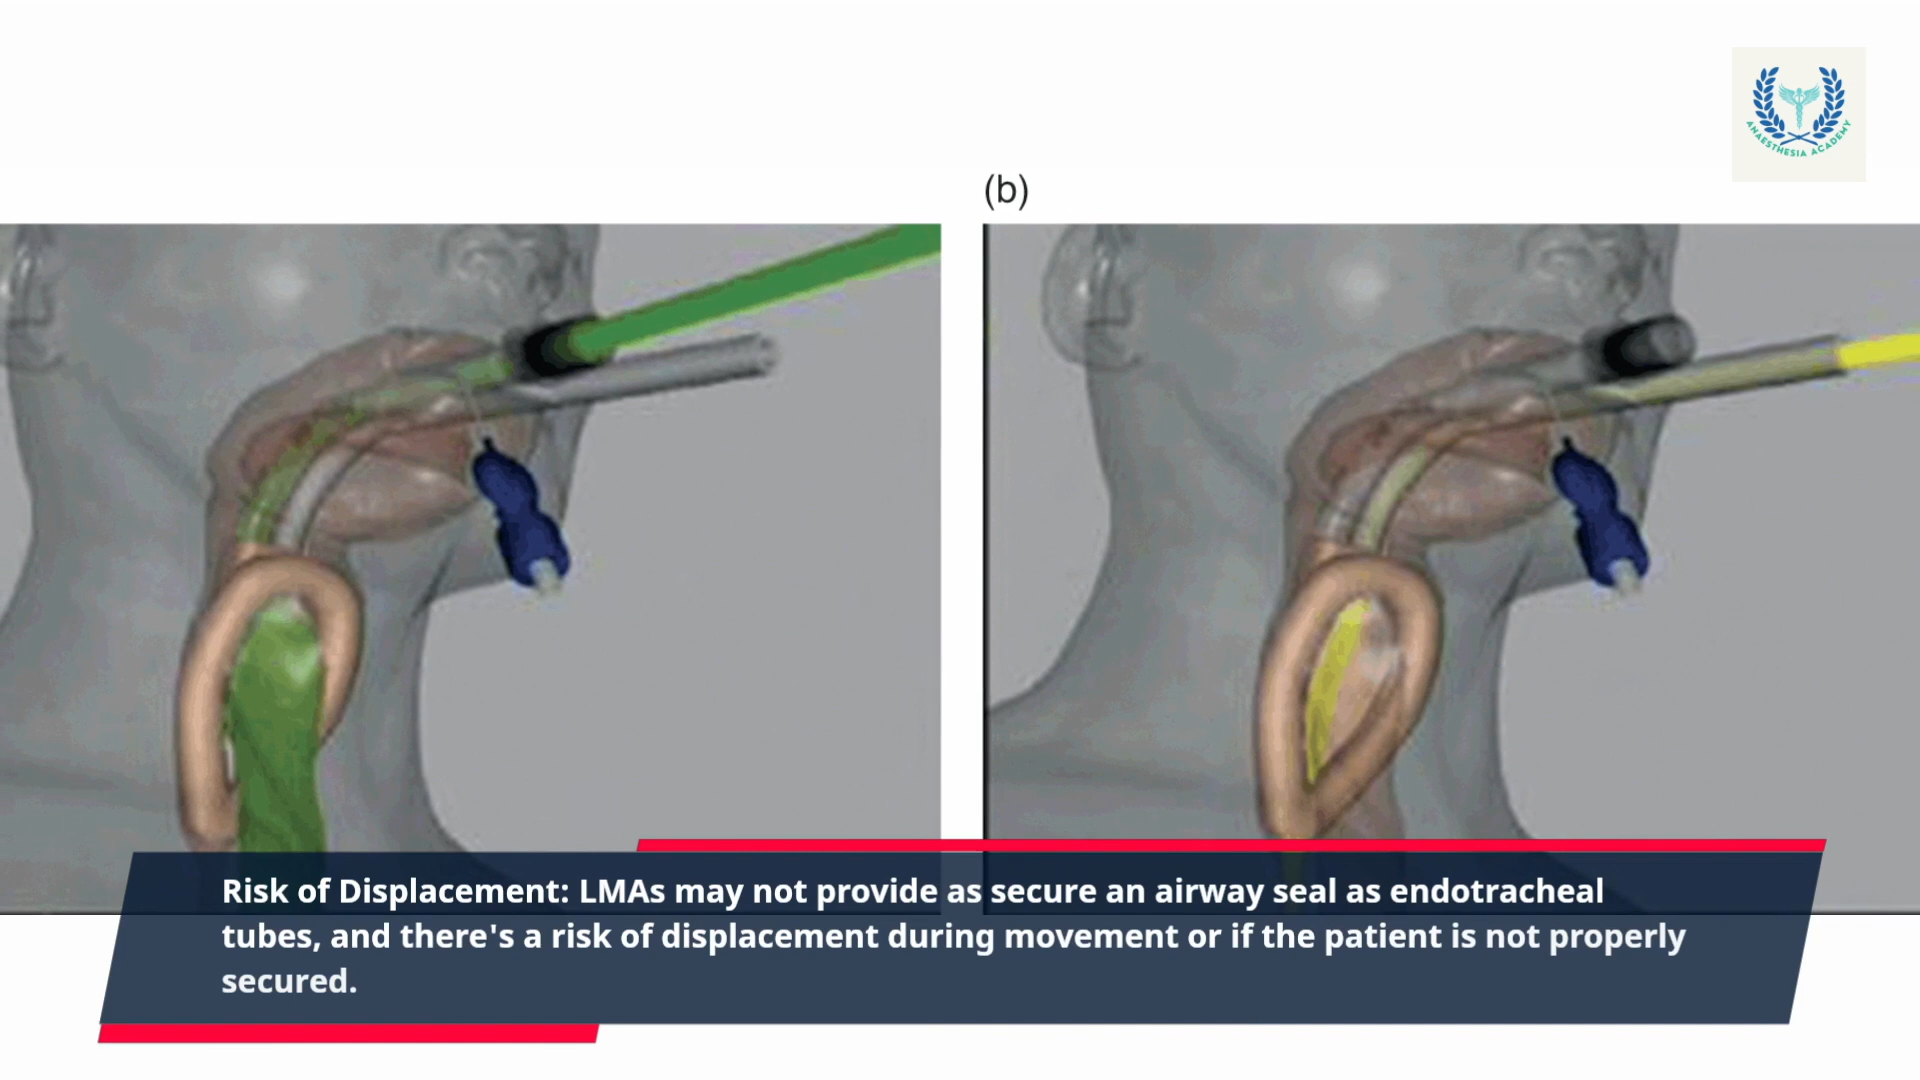 ANAESTHESIA ACADEMY
(b)
Risk of Displacement: LMAs may not provide as secure an airway seal as endotracheal
tubes, and there's a risk of displacement during movement or if the patient is not properly
secured.